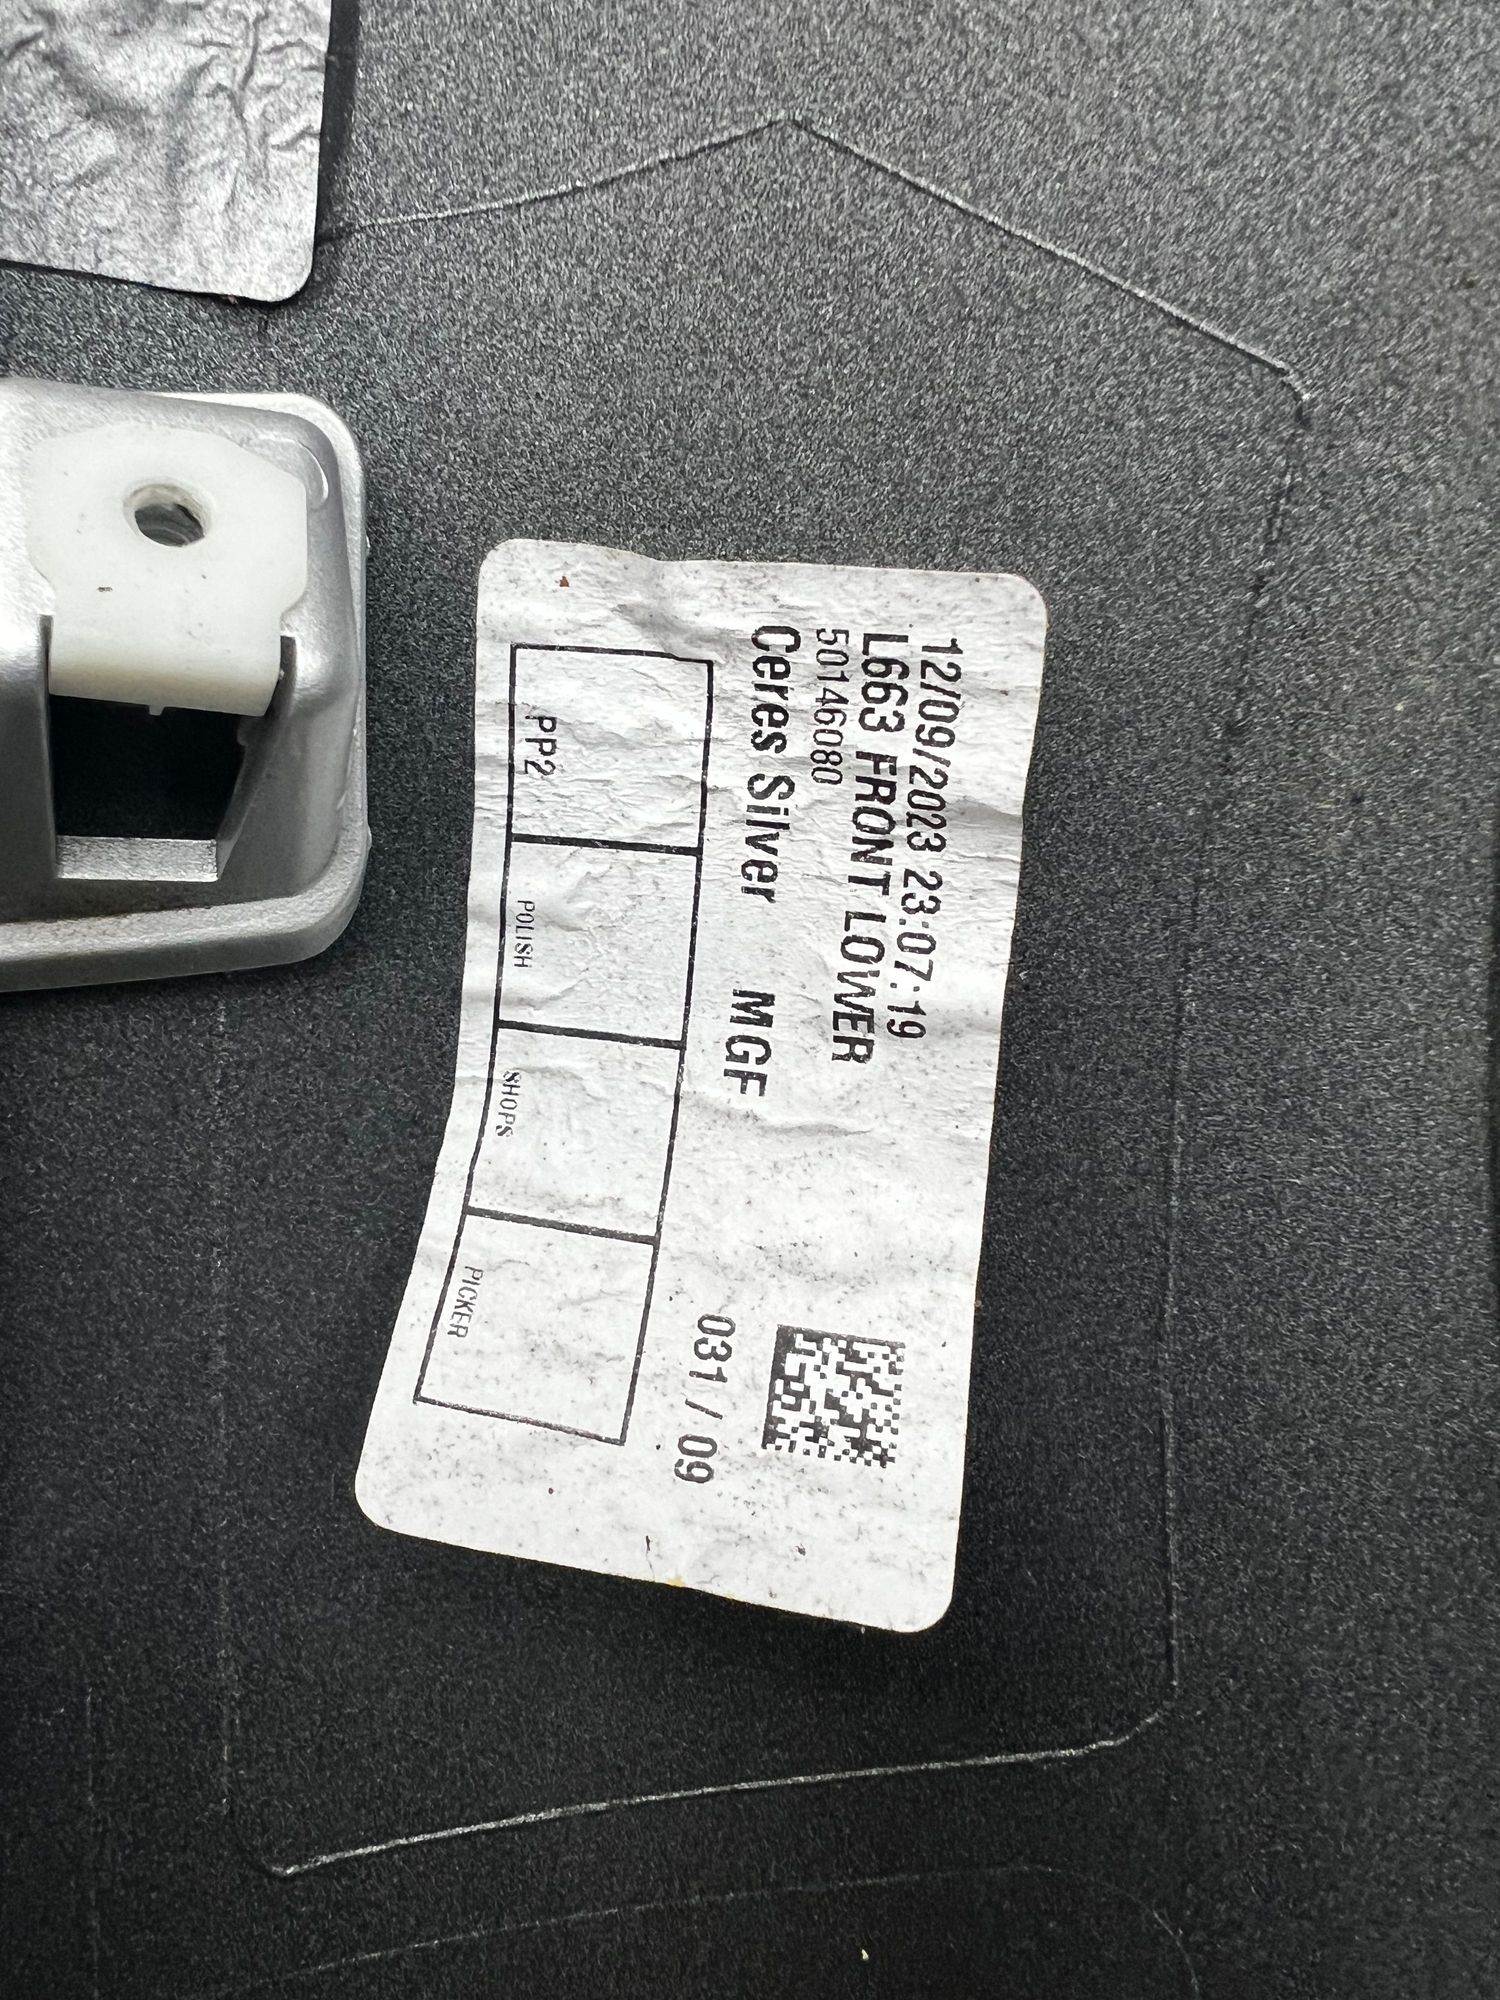 12/09/2023 23:07:19
L663 FRONT LOWER
50146080
Ceres Silver MGF
031 / 09
PP2
POLISH
SHOPS
PICKER